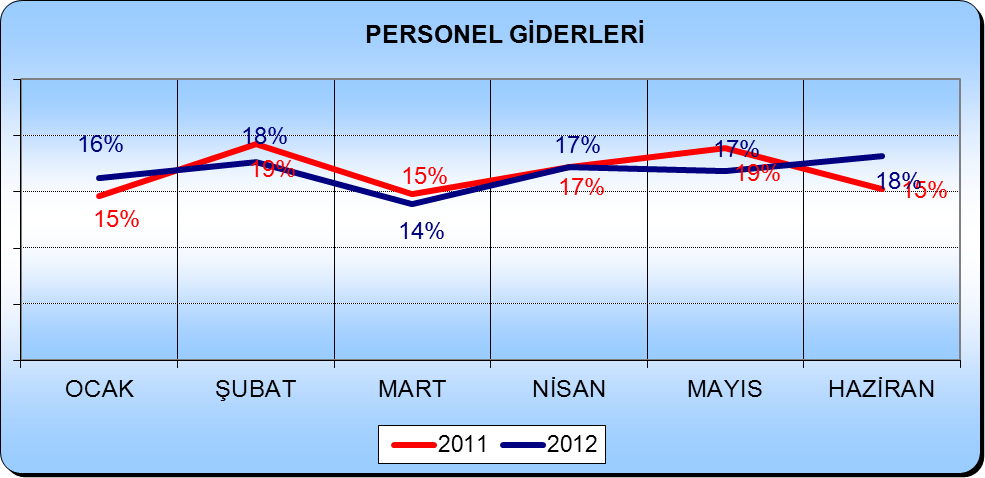 PERSONEL GİDERLERİ
16% 18% 17% 17%
19% 15% 19% 18% 15%
15% 14% 17%
OCAK ŞUBAT MART NİSAN MAYIS HAZİRAN
2011 2012